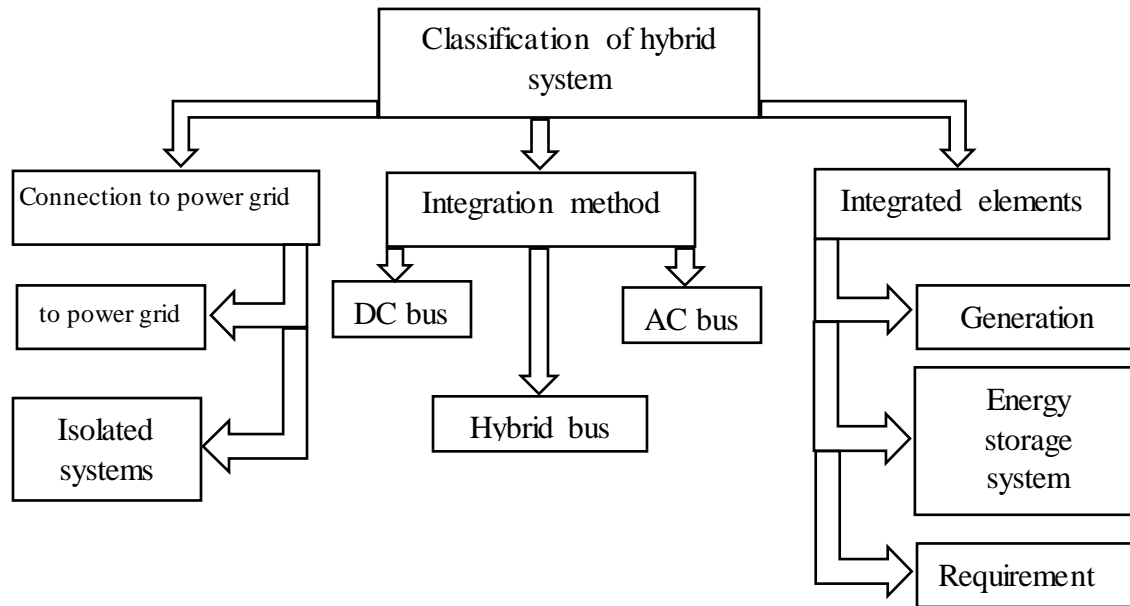 Classification of hybrid
system
Connection to power grid
Integration method
Integrated elements
to power grid
DC bus
AC bus
Generation
Isolated
systems
Hybrid bus
Energy
storage
system
Requirement